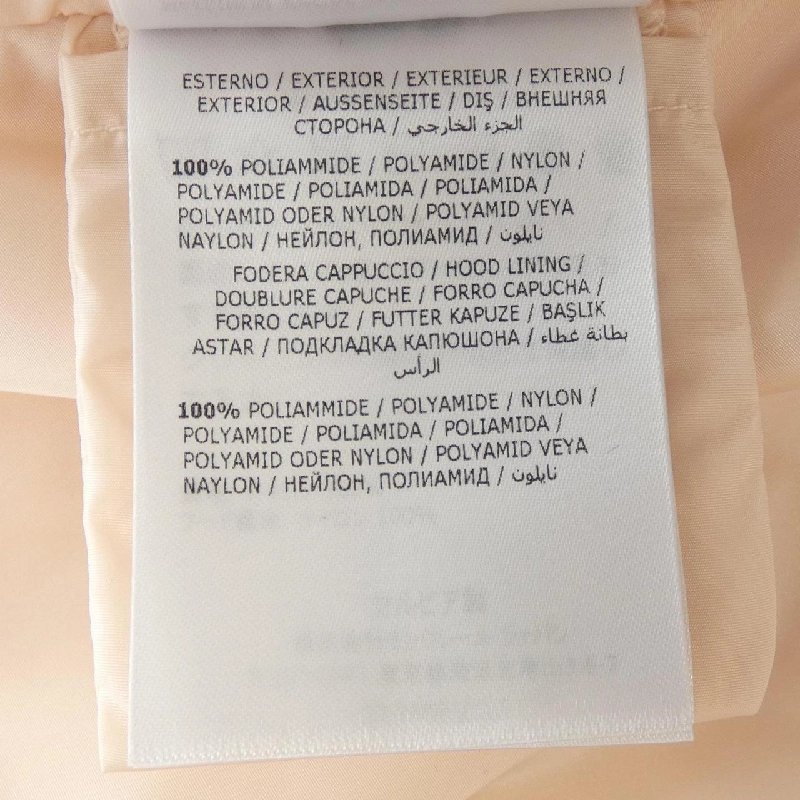 ESTERNO / EXTERIOR / EXTERIEUR / EXTERNO /
EXTERIOR / AUSSENSEITE / DIŞ / ВНЕШНЯЯ
СТОРОНА / الجزء الخارجي
100% POLIAMMIDE / POLYAMIDE / NYLON /
POLYAMIDE / POLIAMIDA / POLIAMIDA /
POLYAMID ODER NYLON / POLYAMID VEYA
NAYLON / НЕЙЛОН, ПОЛИАМИД / نايلون
FODERA CAPPUCCIO / HOOD LINING /
DOUBLURE CAPUCHE / FORRO CAPUCHA /
FORRO CAPUZ / FUTTER KAPUZE / BAŞLIK
ASTAR / ПОДКЛАДКА КАПЮШОНА / بطانة غطاء
الرأس
100% POLIAMMIDE / POLYAMIDE / NYLON /
POLYAMIDE / POLIAMIDA / POLIAMIDA /
POLYAMID ODER NYLON / POLYAMID VEYA
NAYLON / НЕЙЛОН, ПОЛИАМИД / نايلون